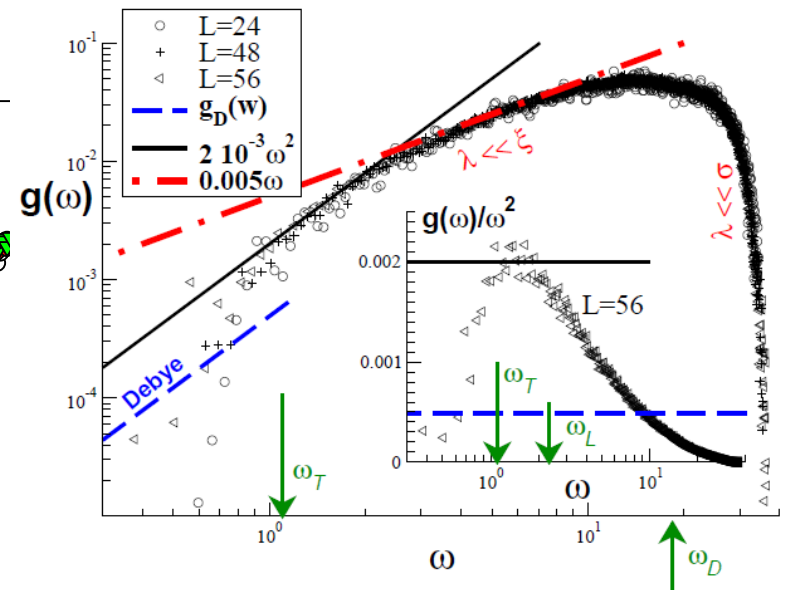 L=24
L=48
L=56
g_D(w)
2 10^-3 ω^2
0.005ω
10^-1
10^-2
10^-3
10^-4
g(ω)
λ << ξ
λ << σ
Debye
ω_T
10^0
10^1
ω
ω_D
g(ω)/ω^2
0.002
0.001
0
L=56
ω_T
ω_L
10^0
10^1
ω